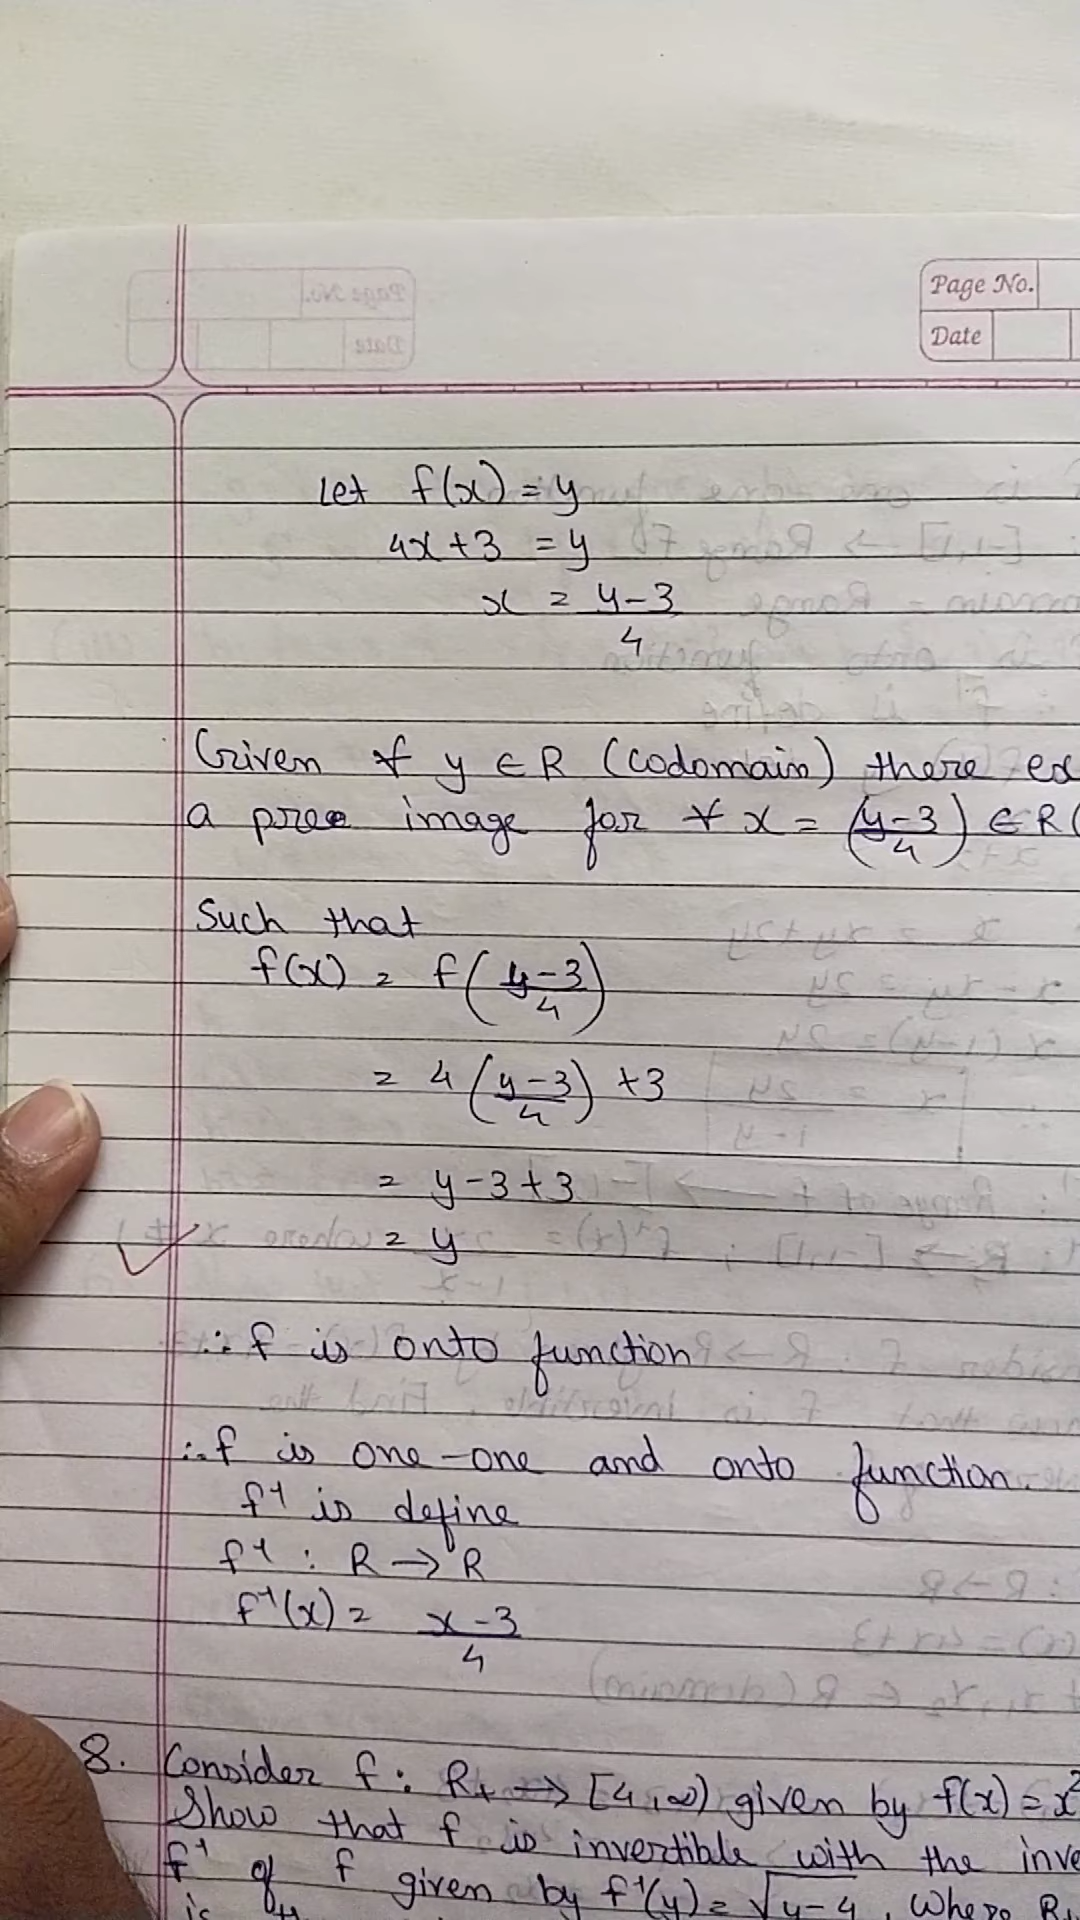 Page No.
Date
Let f(x) = y
4x + 3 = y
x = y-3
4
Given ∀ y ∈ R (codomain) there
a pree image for ∀ x = (y-3/4) ∈ R (
Such that
f(x) = f(y-3/4)
= 4(y-3/4) + 3
= y-3+3
= y
∴ f is onto function
∴ f is one-one and onto function.
f⁻¹ is define
f⁻¹ : R → R
f⁻¹(x) = x-3
4
8. Consider f : R+ → [4,∞) given by f(x) = x²
Show that f is invertible with the
f⁻¹ of f given by f⁻¹(y) = √y-4, where R+
is